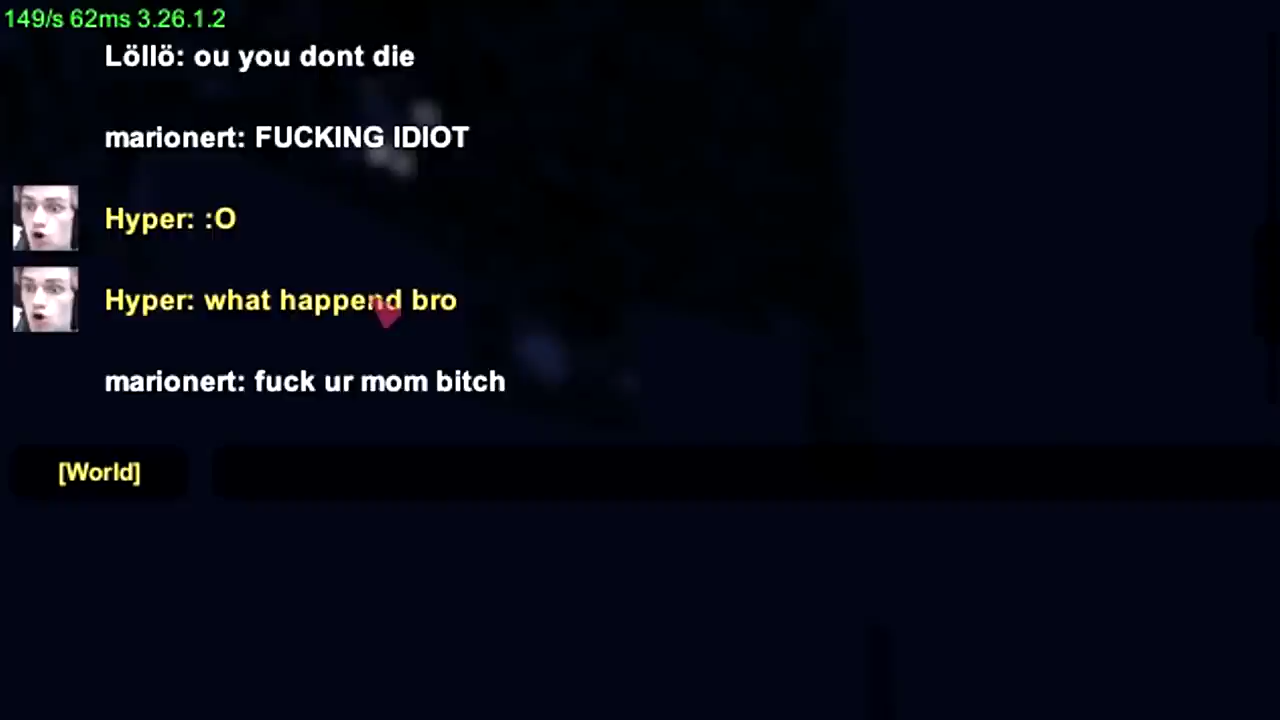 149/s 62ms 3.26.1.2
Löllö: ou you dont die
marionert: FUCKING IDIOT
Hyper: :O
Hyper: what happend bro
marionert: fuck ur mom bitch
[World]